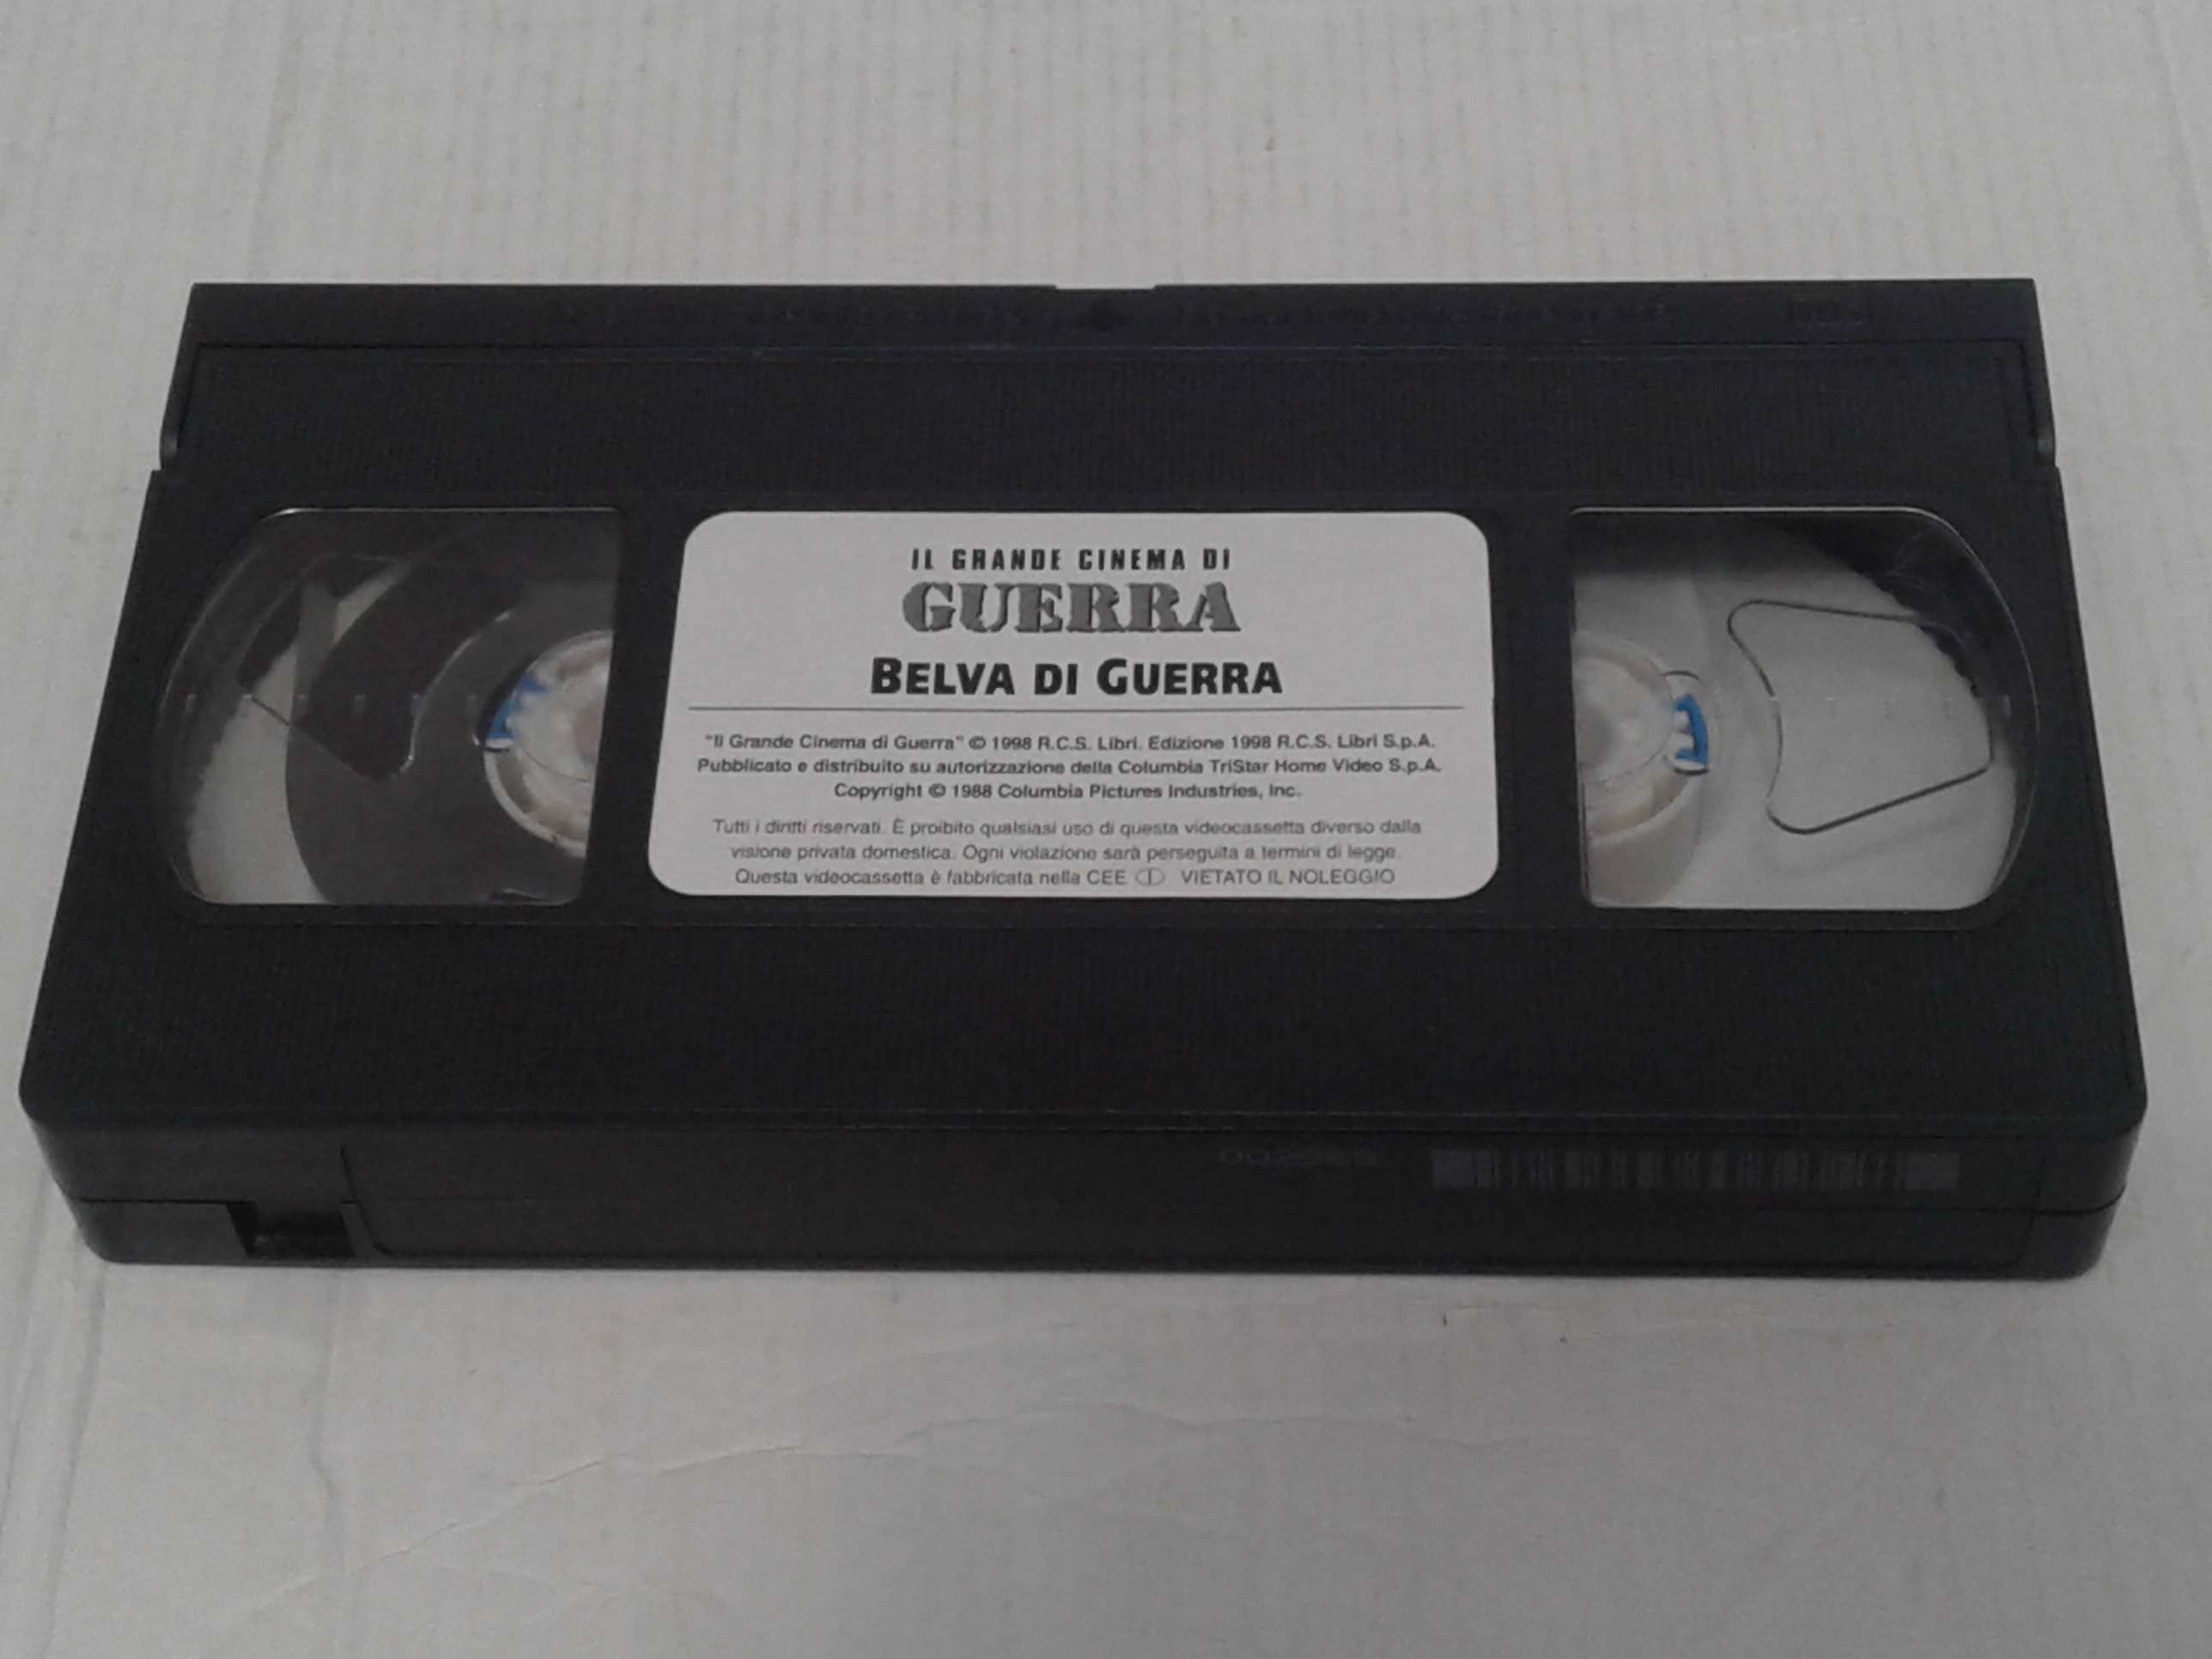 IL GRANDE CINEMA DI
GUERRA
BELVA DI GUERRA
"Il Grande Cinema di Guerra" © 1998 R.C.S. Libri. Edizione 1998 R.C.S. Libri S.p.A.
Pubblicato e distribuito su autorizzazione della Columbia TriStar Home Video S.p.A.
Copyright © 1988 Columbia Pictures Industries, Inc.
Tutti i diritti riservati. È proibito qualsiasi uso di questa videocassetta diverso dalla
visione privata domestica. Ogni violazione sarà perseguita a termini di legge.
Questa videocassetta è fabbricata nella CEE VIETATO IL NOLEGGIO